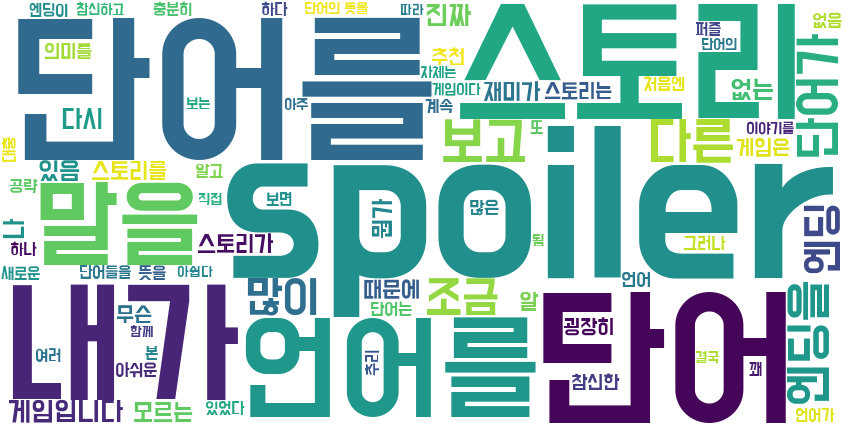 엔딩이 참신하고 충분히 하다 단어의 뜻을 따라 진짜
단어를 스토리 단어가
의미를 추천 퍼즐 없음
자체는 단어의
다시 보는 아주 게임이다 재미가 스토리는 처음엔 없는
계속
대충 있음 스토리를 알고 보고 또 다른 게임은 이야기를
공략 말을 직접 Spoiler 보면 뭔가 많은
나 하나 스토리가 됨 그러나 엔딩
새로운 단어들을 뜻을 아쉽다 많이 때문에 조금 알 언어
내가 무슨 함께 단어는 단어 굉장히 엔딩을
여러 본 아쉬운 언어를 추리 참신한 결국 꽤
게임입니다 모르는 있었다 언어가